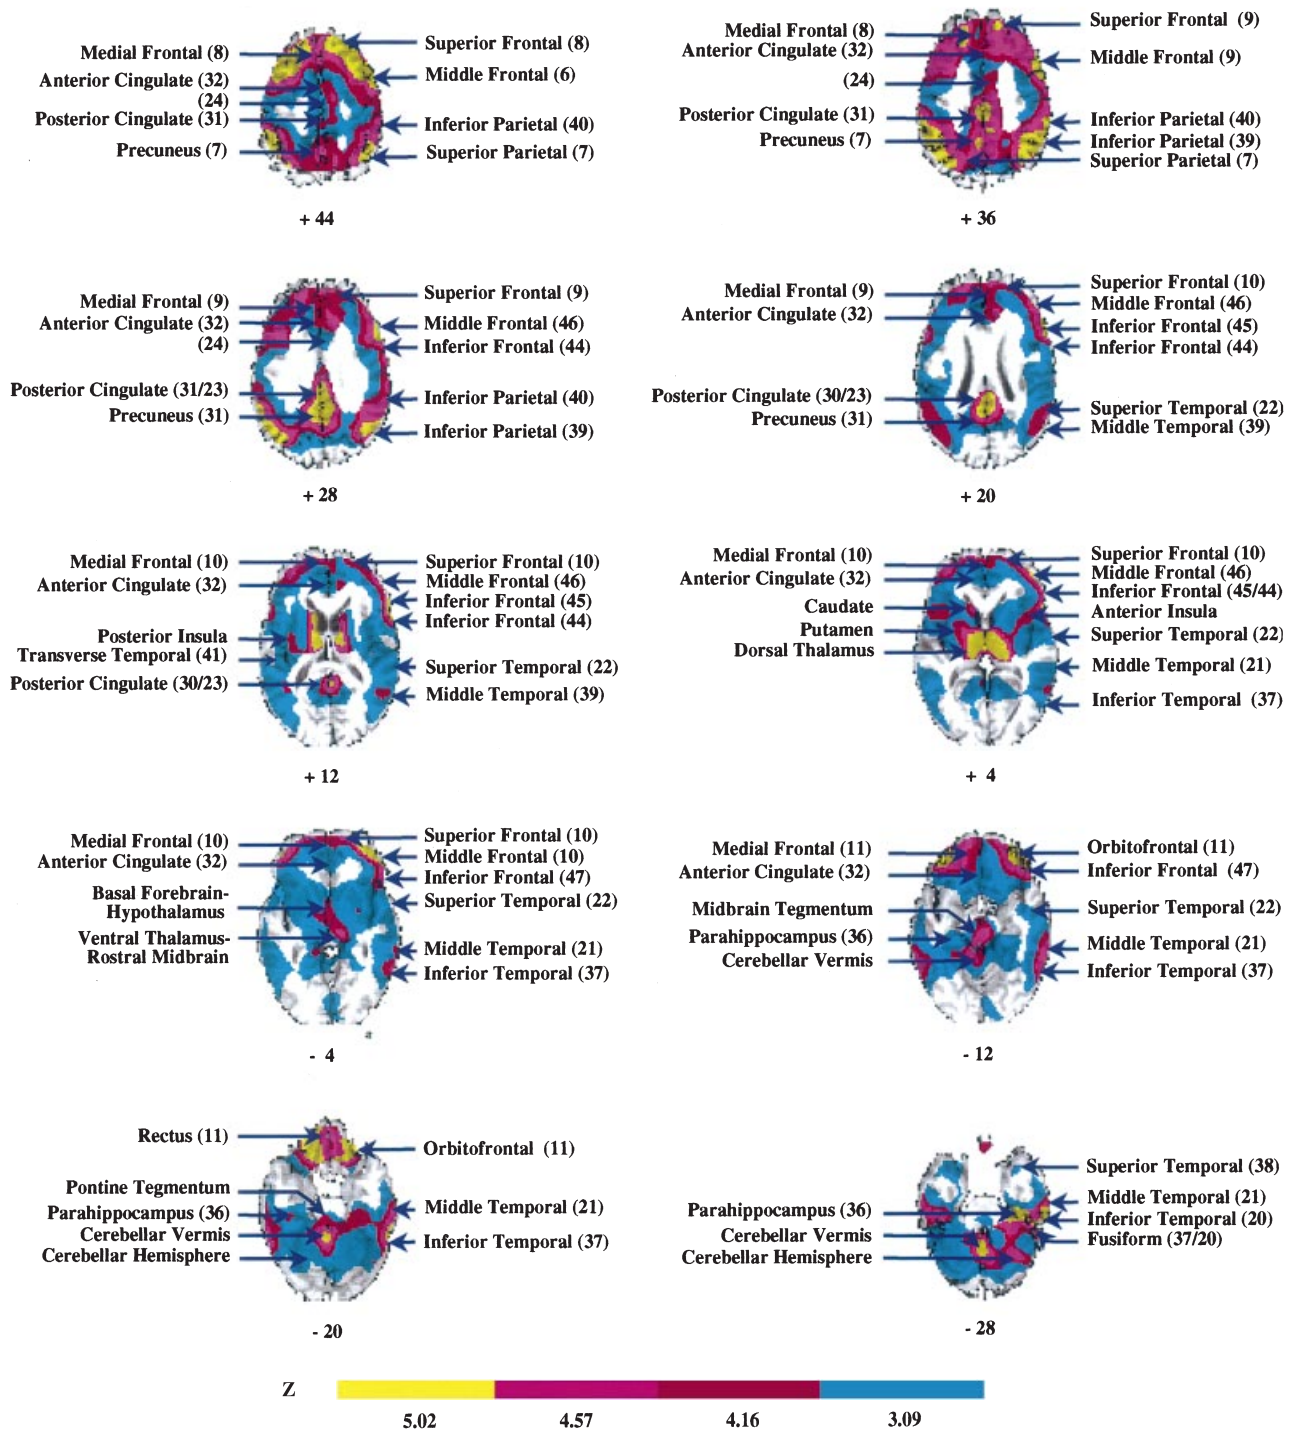 Medial Frontal (8)
Anterior Cingulate (32)
(24)
Posterior Cingulate (31)
Precuneus (7)
Superior Frontal (8)
Middle Frontal (6)
Inferior Parietal (40)
Superior Parietal (7)
+ 44
Medial Frontal (8)
Anterior Cingulate (32)
(24)
Posterior Cingulate (31)
Precuneus (7)
Superior Frontal (9)
Middle Frontal (9)
Inferior Parietal (40)
Inferior Parietal (39)
Superior Parietal (7)
+ 36
Medial Frontal (9)
Anterior Cingulate (32)
(24)
Posterior Cingulate (31/23)
Precuneus (31)
Superior Frontal (9)
Middle Frontal (46)
Inferior Frontal (44)
Inferior Parietal (40)
Inferior Parietal (39)
+ 28
Medial Frontal (9)
Anterior Cingulate (32)
Posterior Cingulate (30/23)
Precuneus (31)
Superior Frontal (10)
Middle Frontal (46)
Inferior Frontal (45)
Inferior Frontal (44)
Superior Temporal (22)
Middle Temporal (39)
+ 20
Medial Frontal (10)
Anterior Cingulate (32)
Posterior Insula
Transverse Temporal (41)
Posterior Cingulate (30/23)
Superior Frontal (10)
Middle Frontal (46)
Inferior Frontal (45)
Inferior Frontal (44)
Superior Temporal (22)
Middle Temporal (39)
+ 12
Medial Frontal (10)
Anterior Cingulate (32)
Caudate
Putamen
Dorsal Thalamus
Superior Frontal (10)
Middle Frontal (46)
Inferior Frontal (45/44)
Anterior Insula
Superior Temporal (22)
Middle Temporal (21)
Inferior Temporal (37)
+ 4
Medial Frontal (10)
Anterior Cingulate (32)
Basal Forebrain-
Hypothalamus
Ventral Thalamus-
Rostral Midbrain
Superior Frontal (10)
Middle Frontal (10)
Inferior Frontal (47)
Superior Temporal (22)
Middle Temporal (21)
Inferior Temporal (37)
- 4
Medial Frontal (11)
Anterior Cingulate (32)
Midbrain Tegmentum
Parahippocampus (36)
Cerebellar Vermis
Orbitofrontal (11)
Inferior Frontal (47)
Superior Temporal (22)
Middle Temporal (21)
Inferior Temporal (37)
- 12
Rectus (11)
Pontine Tegmentum
Parahippocampus (36)
Cerebellar Vermis
Cerebellar Hemisphere
Orbitofrontal (11)
Middle Temporal (21)
Inferior Temporal (37)
- 20
Parahippocampus (36)
Cerebellar Vermis
Cerebellar Hemisphere
Superior Temporal (38)
Middle Temporal (21)
Inferior Temporal (20)
Fusiform (37/20)
- 28
Z
5.02 4.57 4.16 3.09